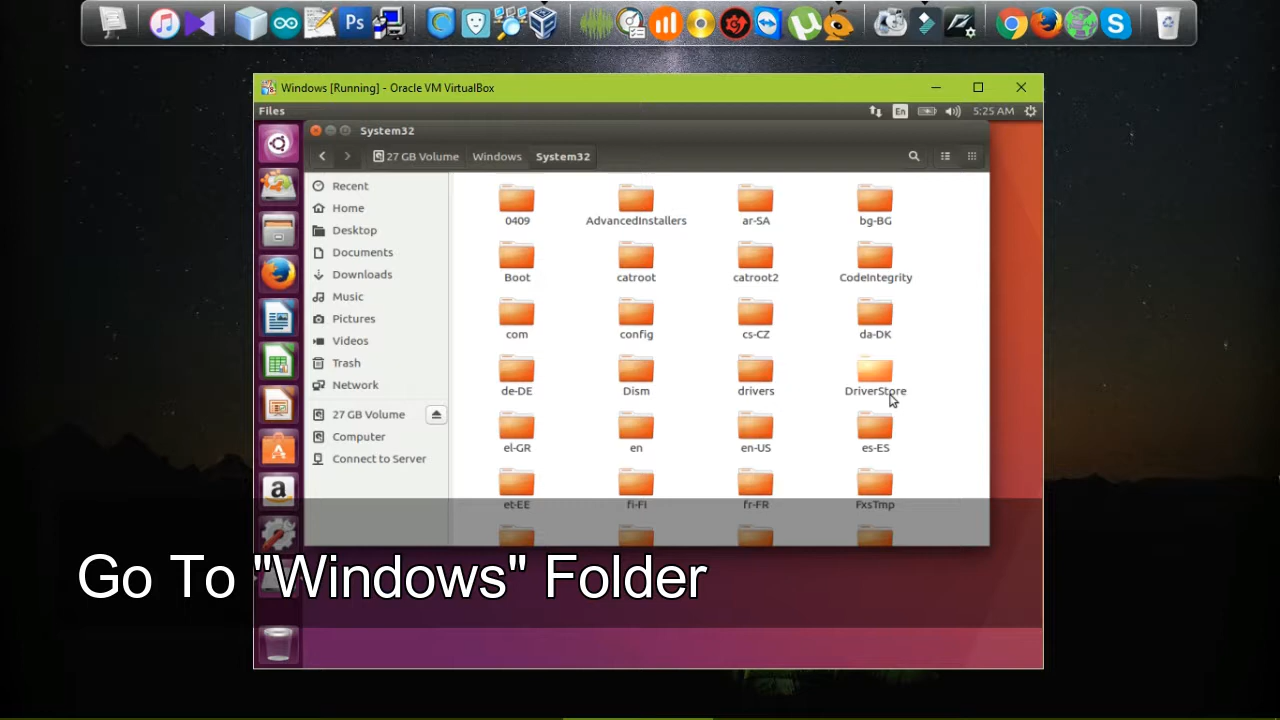 Ps
Windows [Running] - Oracle VM VirtualBox
Files
En
5:25 AM
System32
27 GB Volume
Windows
System32
Recent
Home
Desktop
Documents
Downloads
Music
Pictures
Videos
Trash
Network
27 GB Volume
Computer
Connect to Server
0409
AdvancedInstallers
ar-SA
bg-BG
Boot
catroot
catroot2
CodeIntegrity
com
config
cs-CZ
da-DK
de-DE
Dism
drivers
DriverStore
el-GR
en
en-US
es-ES
et-EE
fi-FI
fr-FR
FxsTmp
Go To "Windows" Folder